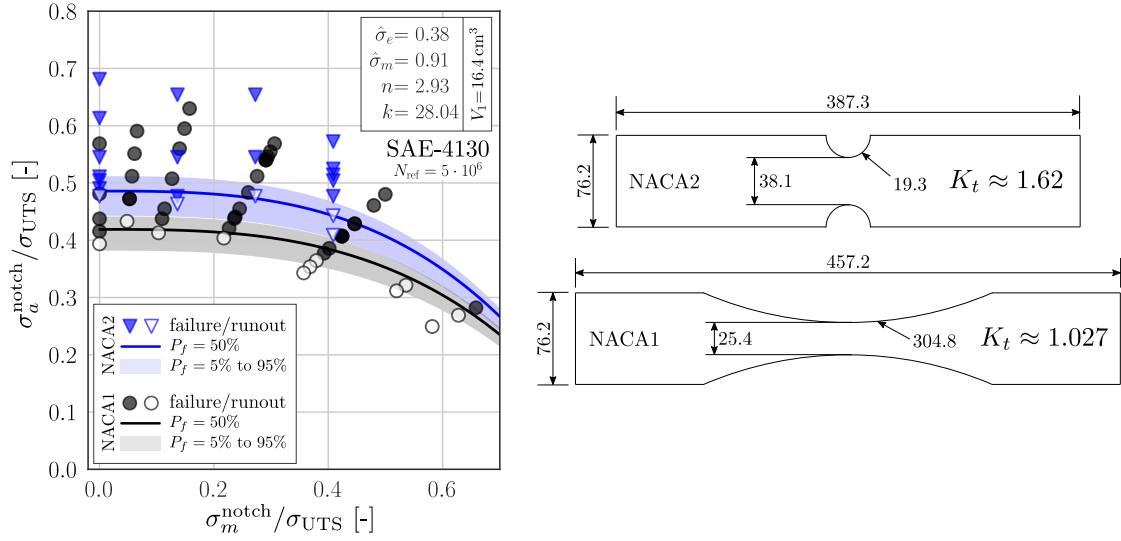 0.8
0.7
0.6
0.5
0.4
0.3
0.2
0.1
0.0
σ_a^notch/σ_UTS [-]
0.0 0.2 0.4 0.6
σ_m^notch/σ_UTS [-]
σ̂_e= 0.38
σ̂_m= 0.91
n= 2.93
k= 28.04
V_1=16.4 cm^3
SAE-4130
N_ref = 5 · 10^6
NACA2
failure/runout
P_f = 50%
P_f = 5% to 95%
NACA1
failure/runout
P_f = 50%
P_f = 5% to 95%
387.3
76.2
NACA2
38.1
19.3
K_t ≈ 1.62
457.2
76.2
NACA1
25.4
304.8
K_t ≈ 1.027